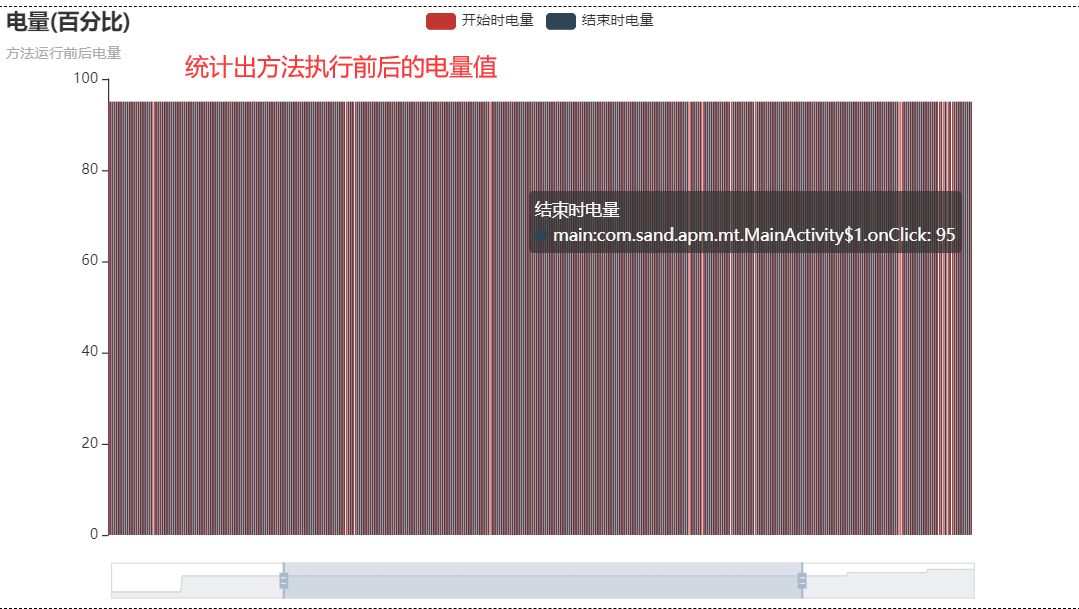 电量(百分比)
开始时电量 结束时电量
方法运行前后电量
统计出方法执行前后的电量值
100
80
结束时电量
main:com.sand.apm.mt.MainActivity$1.onClick: 95
60
40
20
0